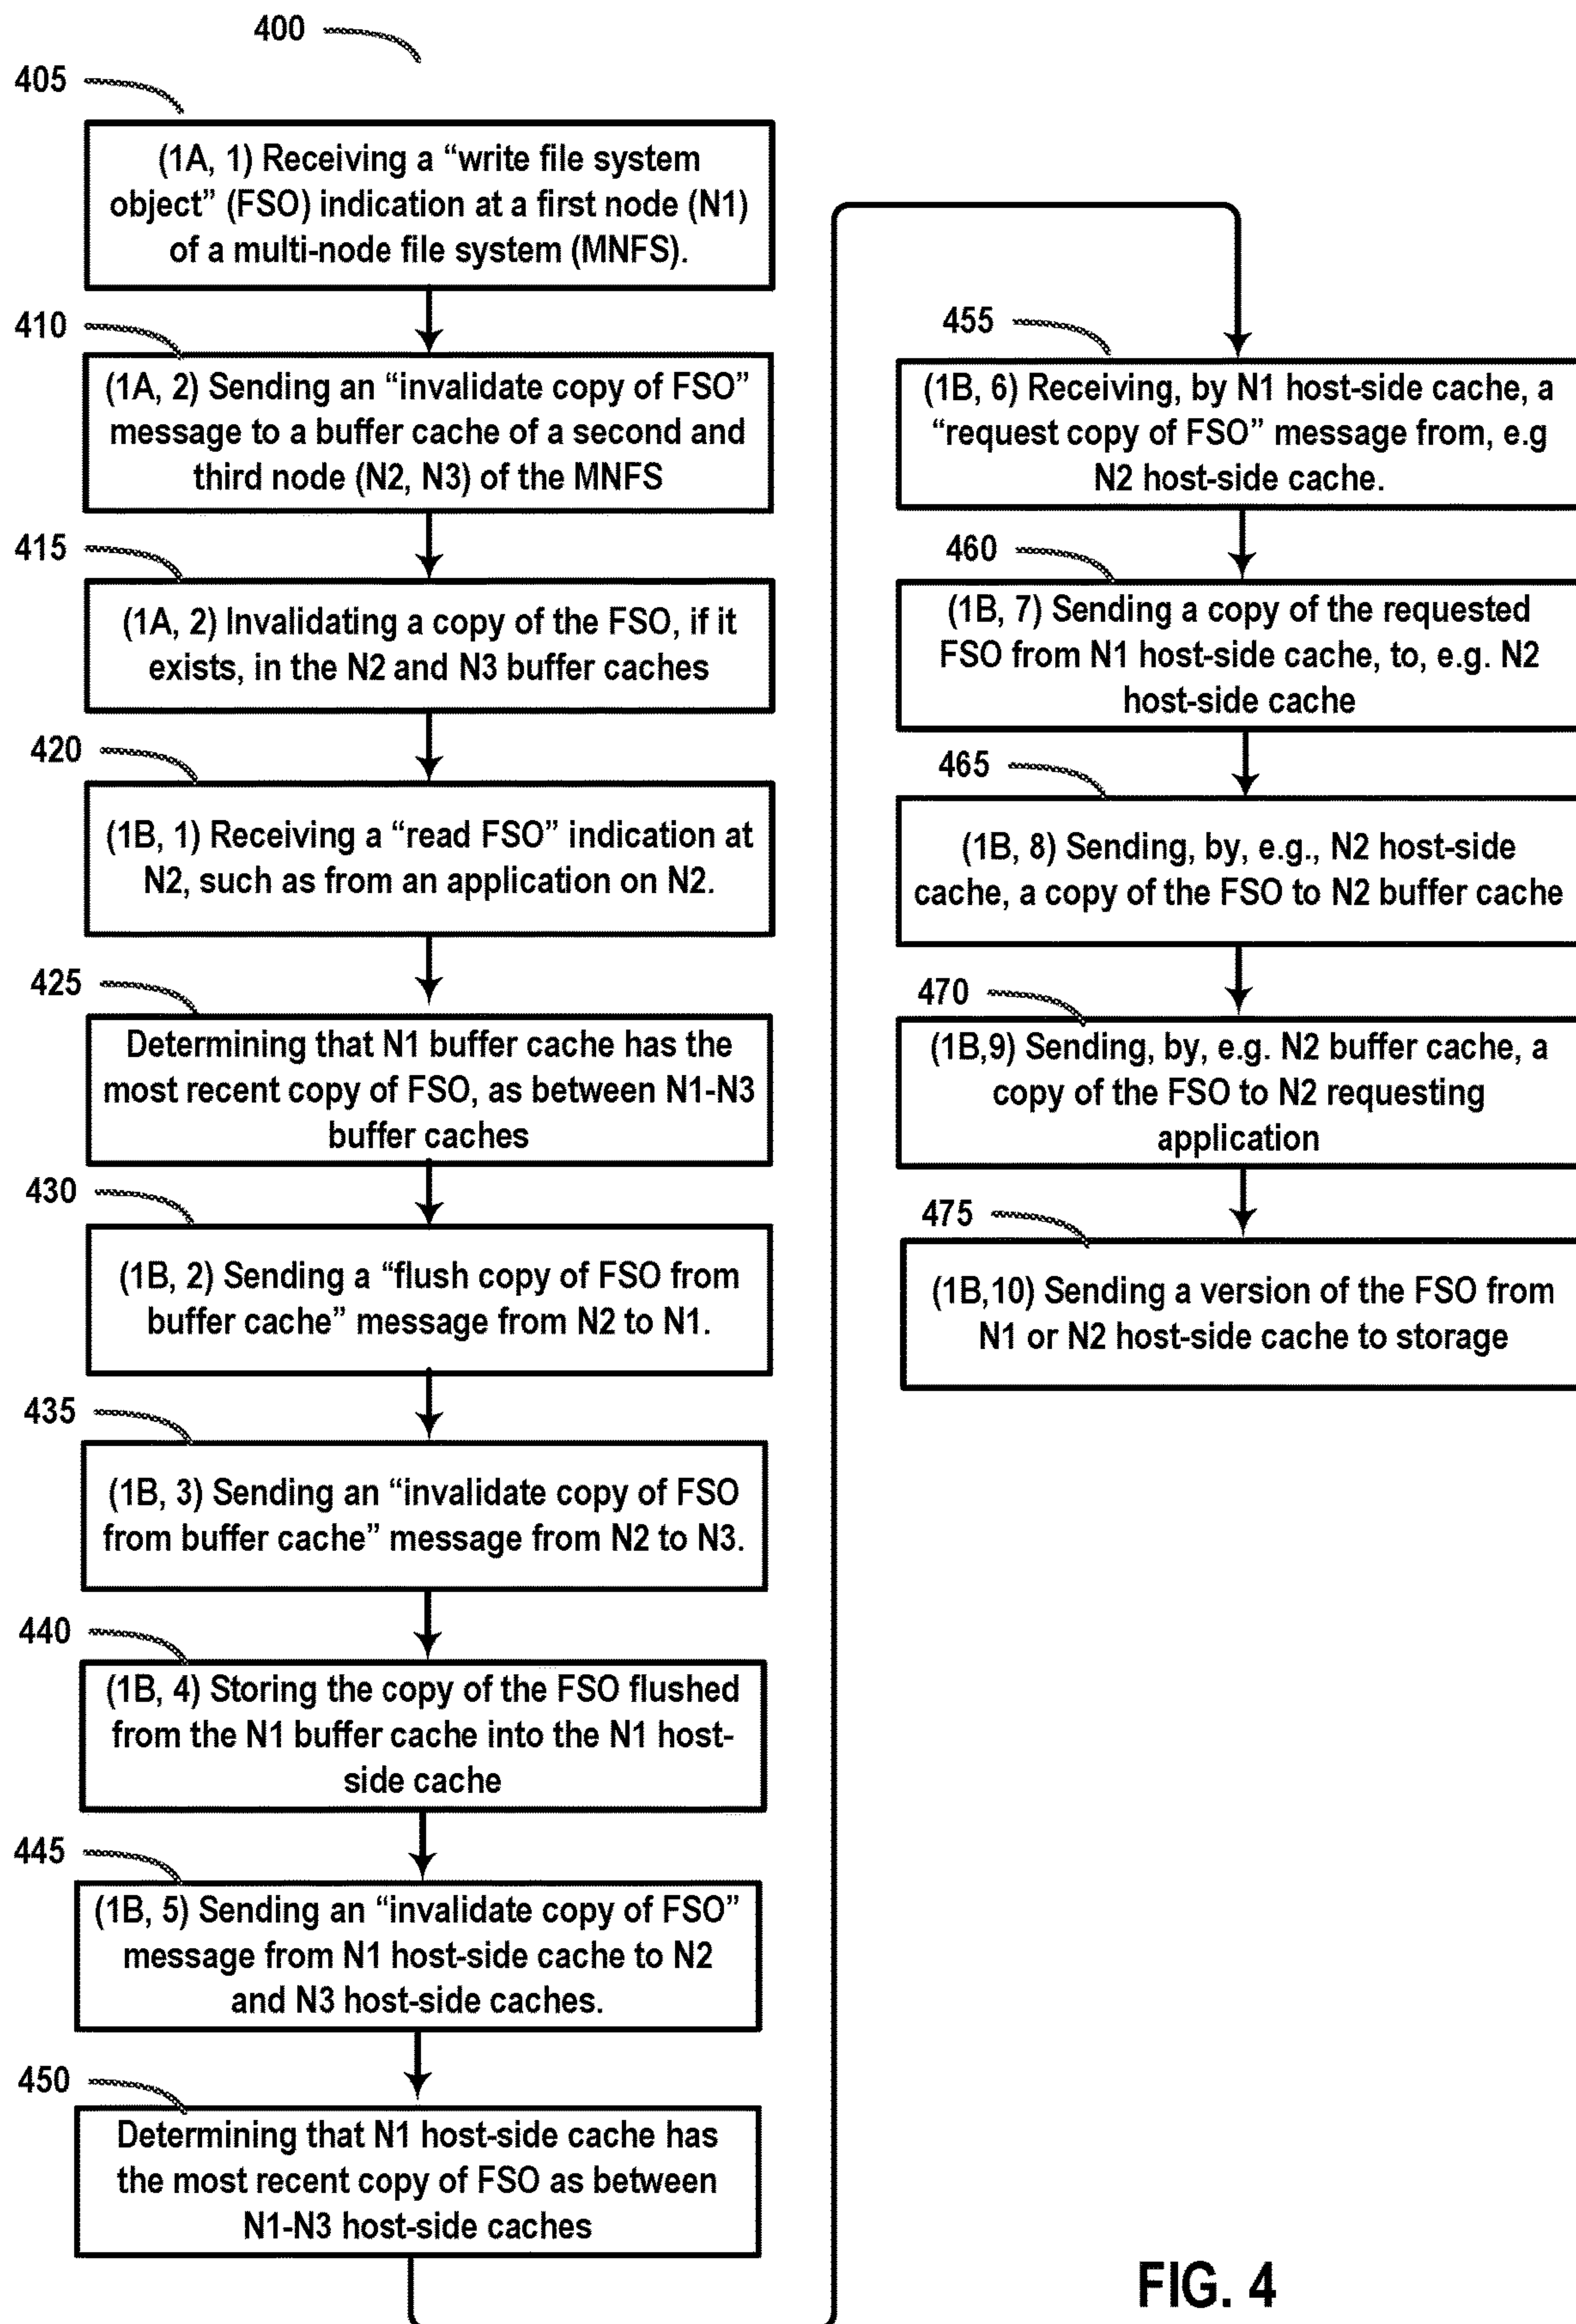 400
405
(1A, 1) Receiving a “write file system
object” (FSO) indication at a first node (N1)
of a multi-node file system (MNFS).
410
(1A, 2) Sending an “invalidate copy of FSO”
message to a buffer cache of a second and
third node (N2, N3) of the MNFS
415
(1A, 2) Invalidating a copy of the FSO, if it
exists, in the N2 and N3 buffer caches
420
(1B, 1) Receiving a “read FSO” indication at
N2, such as from an application on N2.
425
Determining that N1 buffer cache has the
most recent copy of FSO, as between N1-N3
buffer caches
430
(1B, 2) Sending a “flush copy of FSO from
buffer cache” message from N2 to N1.
435
(1B, 3) Sending an “invalidate copy of FSO
from buffer cache” message from N2 to N3.
440
(1B, 4) Storing the copy of the FSO flushed
from the N1 buffer cache into the N1 host-
side cache
445
(1B, 5) Sending an “invalidate copy of FSO”
message from N1 host-side cache to N2
and N3 host-side caches.
450
Determining that N1 host-side cache has
the most recent copy of FSO as between
N1-N3 host-side caches
455
(1B, 6) Receiving, by N1 host-side cache, a
“request copy of FSO” message from, e.g
N2 host-side cache.
460
(1B, 7) Sending a copy of the requested
FSO from N1 host-side cache, to, e.g. N2
host-side cache
465
(1B, 8) Sending, by, e.g., N2 host-side
cache, a copy of the FSO to N2 buffer cache
470
(1B,9) Sending, by, e.g. N2 buffer cache, a
copy of the FSO to N2 requesting
application
475
(1B,10) Sending a version of the FSO from
N1 or N2 host-side cache to storage
FIG. 4